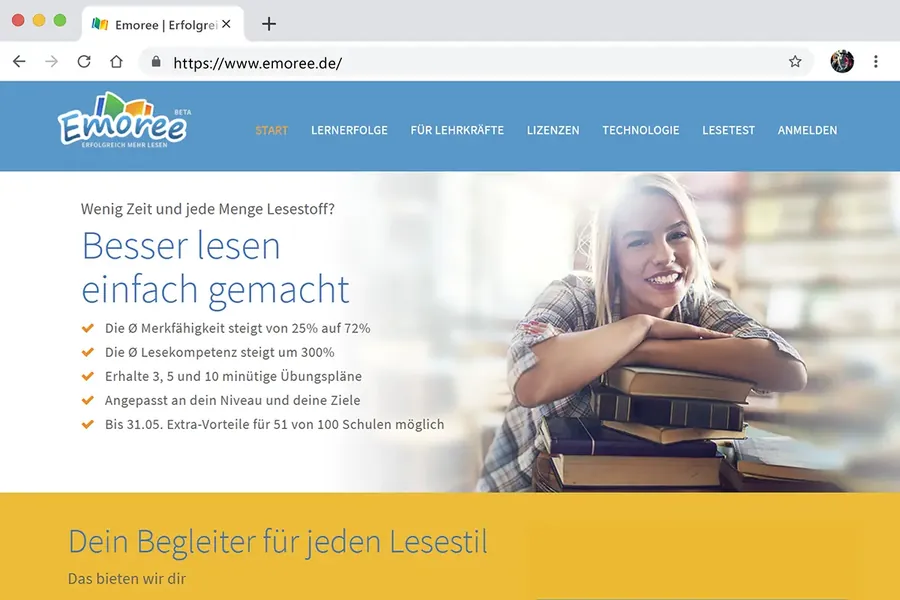 Emoree | Erfolgrei
https://www.emoree.de/
Emoree
BETA
ERFOLGREICH MEHR LESEN
START
LERNERFOLGE
FÜR LEHRKRÄFTE
LIZENZEN
TECHNOLOGIE
LESETEST
ANMELDEN
Wenig Zeit und jede Menge Lesestoff?
Besser lesen
einfach gemacht
Die Ø Merkfähigkeit steigt von 25% auf 72%
Die Ø Lesekompetenz steigt um 300%
Erhalte 3, 5 und 10 minütige Übungspläne
Angepasst an dein Niveau und deine Ziele
Bis 31.05. Extra-Vorteile für 51 von 100 Schulen möglich
Dein Begleiter für jeden Lesestil
Das bieten wir dir